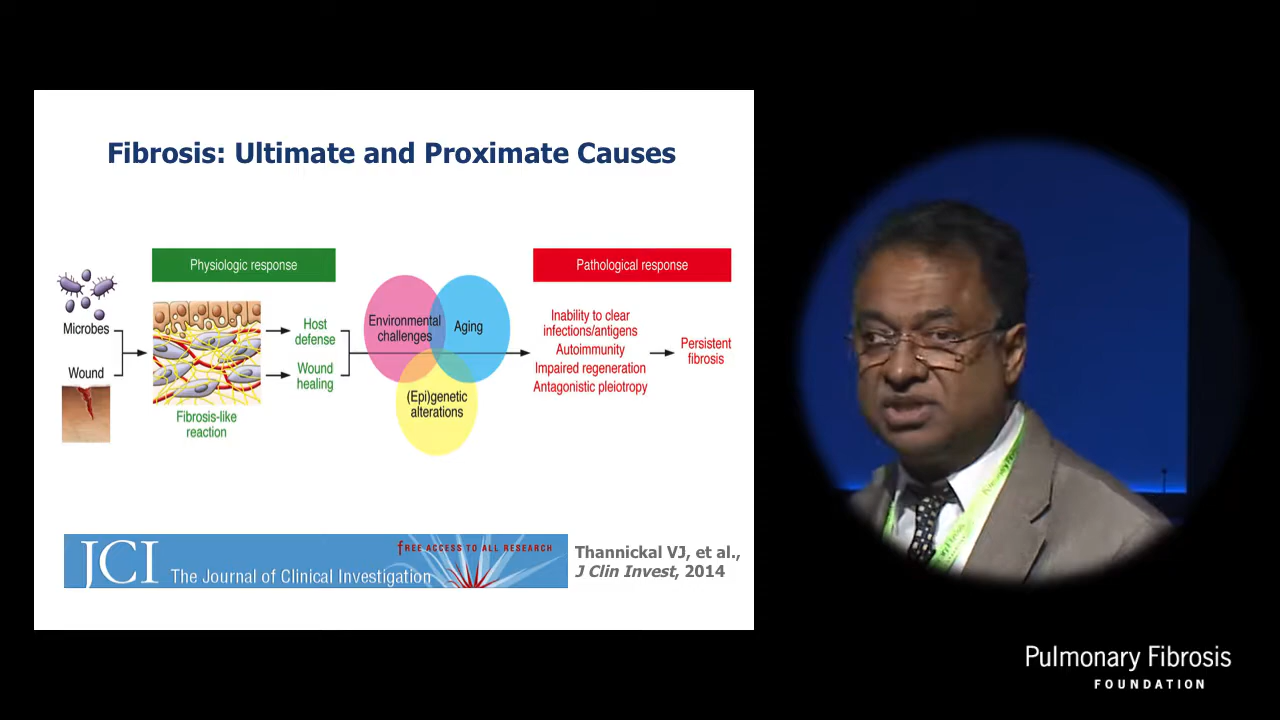 Fibrosis: Ultimate and Proximate Causes
Physiologic response
Pathological response
Microbes
Wound
Fibrosis-like
reaction
Host
defense
Wound
healing
Environmental
challenges
Aging
(Epi)genetic
alterations
Inability to clear
infections/antigens
Autoimmunity
Impaired regeneration
Antagonistic pleiotropy
Persistent
fibrosis
JCI The Journal of Clinical Investigation
FREE ACCESS TO ALL RESEARCH
Thannickal VJ, et al.,
J Clin Invest, 2014
Pulmonary Fibrosis
FOUNDATION